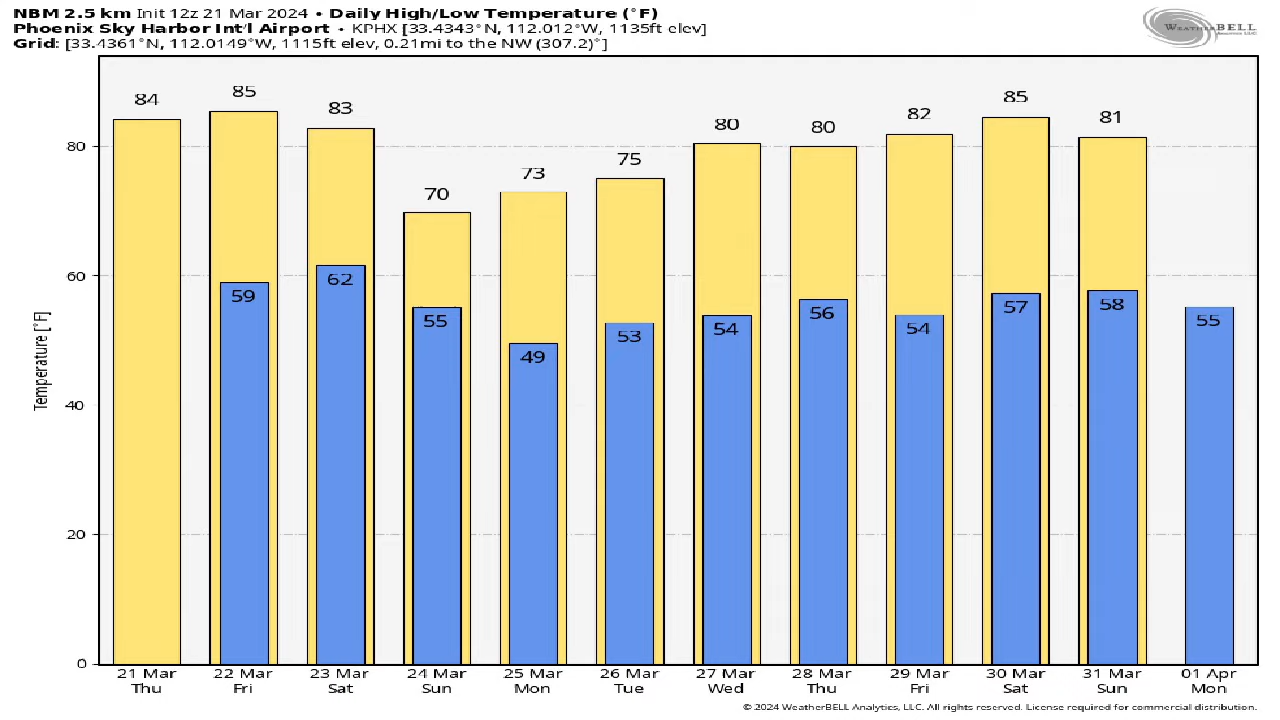 NBM 2.5 km Init 12z 21 Mar 2024 • Daily High/Low Temperature (°F)
Phoenix Sky Harbor Int'l Airport • KPHX [33.4343°N, 112.012°W, 1135ft elev]
Grid: [33.4361°N, 112.0149°W, 1115ft elev, 0.21mi to the NW (307.2)°]
WEATHERBELL
84 85 83 70 73 75 80 80 82 85 81
59 62 55 49 53 54 56 54 57 58 55
80
60
40
20
0
Temperature [°F]
21 Mar 22 Mar 23 Mar 24 Mar 25 Mar 26 Mar 27 Mar 28 Mar 29 Mar 30 Mar 31 Mar 01 Apr
Thu Fri Sat Sun Mon Tue Wed Thu Fri Sat Sun Mon
© 2024 WeatherBELL Analytics, LLC. All rights reserved. License required for commercial distribution.